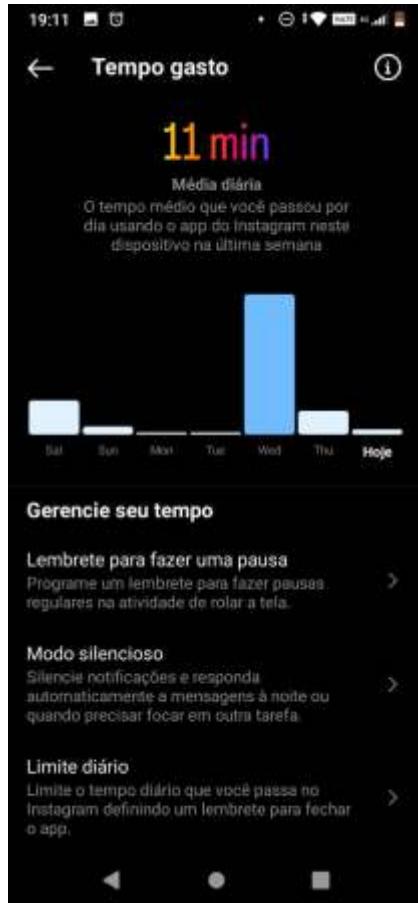 19:11
Tempo gasto
11 min
Média diária
O tempo médio que você passou por
dia usando o app do Instagram neste
dispositivo na última semana
Sat Sun Mon Tue Wed Thu Hoje
Gerencie seu tempo
Lembrete para fazer uma pausa
Programe um lembrete para fazer pausas
regulares na atividade de rolar a tela.
Modo silencioso
Silencie notificações e responda
automaticamente a mensagens à noite ou
quando precisar focar em outra tarefa.
Limite diário
Limite o tempo diário que você passa no
Instagram definindo um lembrete para fechar
o app.